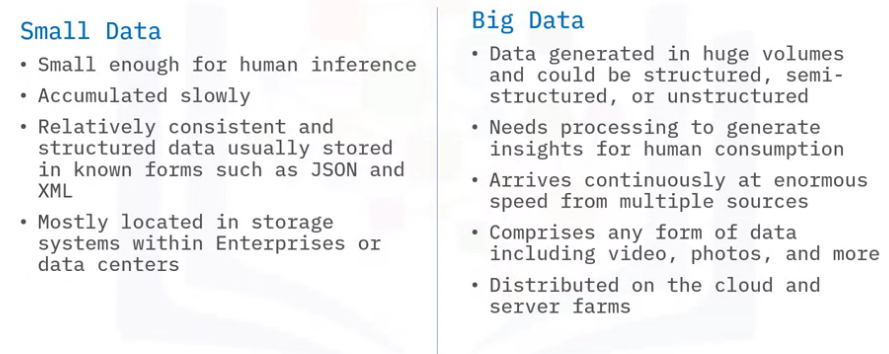 Small Data
• Small enough for human inference
• Accumulated slowly
• Relatively consistent and
structured data usually stored
in known forms such as JSON and
XML
• Mostly located in storage
systems within Enterprises or
data centers
Big Data
• Data generated in huge volumes
and could be structured, semi-
structured, or unstructured
• Needs processing to generate
insights for human consumption
• Arrives continuously at enormous
speed from multiple sources
• Comprises any form of data
including video, photos, and more
• Distributed on the cloud and
server farms